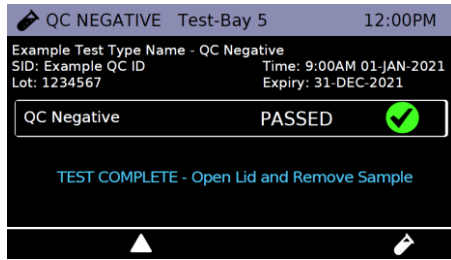 QC NEGATIVE Test-Bay 5 12:00PM
Example Test Type Name - QC Negative
SID: Example QC ID Time: 9:00AM 01-JAN-2021
Lot: 1234567 Expiry: 31-DEC-2021
QC Negative PASSED
TEST COMPLETE - Open Lid and Remove Sample